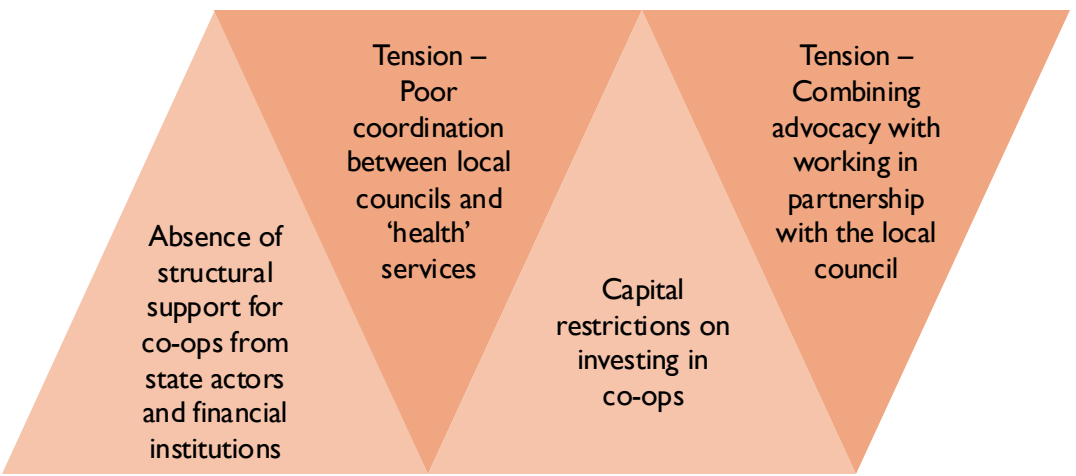 Absence of
structural
support for
co-ops from
state actors
and financial
institutions
Tension –
Poor
coordination
between local
councils and
‘health’
services
Capital
restrictions on
investing in
co-ops
Tension –
Combining
advocacy with
working in
partnership
with the local
council